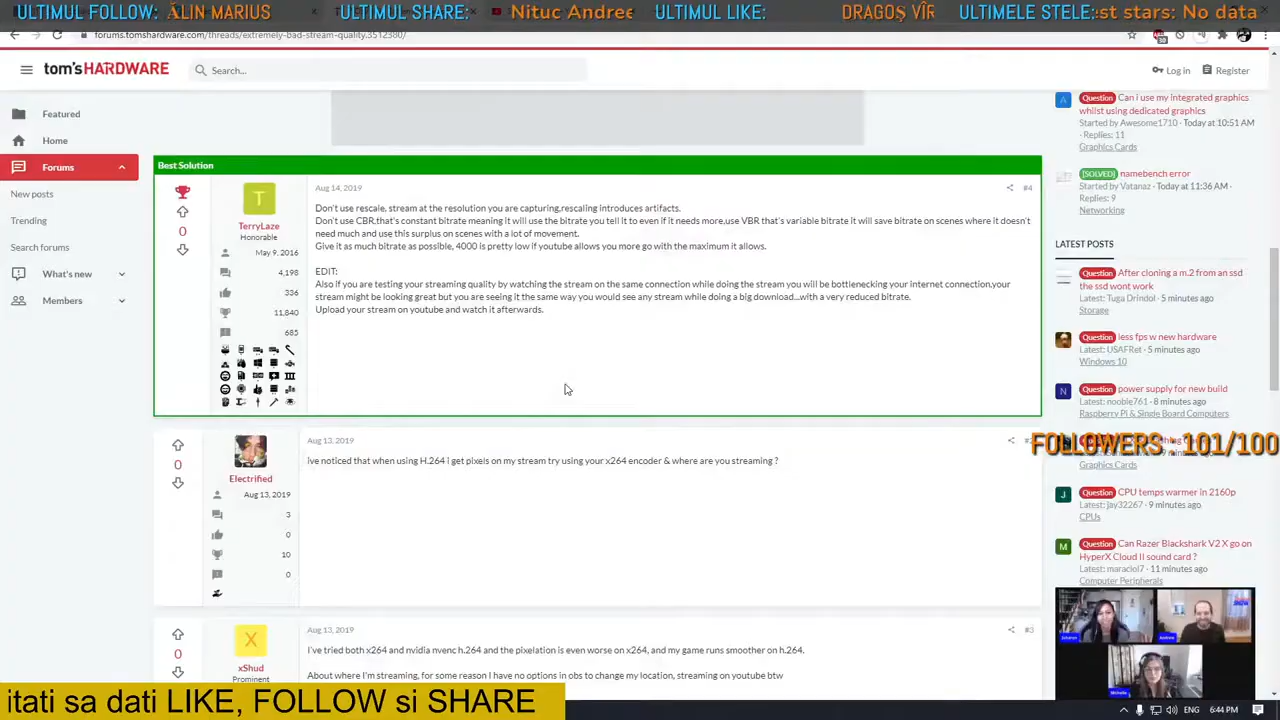 ULTIMUL FOLLOW: ĂLIN MARIUS
ULTIMUL SHARE:
Nituc Andree
ULTIMUL LIKE:
DRAGOȘ VÎR
ULTIMELE STELE:
est stars: No data
forums.tomshardware.com/threads/extremely-bad-stream-quality.3512380/
tom'sHARDWARE
Search...
Log in
Register
Featured
Home
Forums
New posts
Trending
Search forums
What's new
Members
Best Solution
T
TerryLaze
Honorable
May 9, 2016
4,198
336
11,840
685
0
Aug 14, 2019
#4
Don't use rescale, stream at the resolution you are capturing,rescaling introduces artifacts.
Don't use CBR,that's constant bitrate meaning it will use the bitrate you tell it to even if it needs more,use VBR that's variable bitrate it will save bitrate on scenes where it doesn't
need much and use this surplus on scenes with a lot of movement.
Give it as much bitrate as possible, 4000 is pretty low if youtube allows you more go with the maximum it allows.
EDIT:
Also if you are testing your streaming quality by watching the stream on the same connection while doing the stream you will be bottlenecking your internet connection,your
stream might be looking great but you are seeing it the same way you would see any stream while doing a big download...with a very reduced bitrate.
Upload your stream on youtube and watch it afterwards.
0
Electrified
Aug 13, 2019
3
0
10
0
Aug 13, 2019
ive noticed that when using H.264 i get pixels on my stream try using your x264 encoder & where are you streaming ?
0
X
xShud
Prominent
Aug 13, 2019
#3
I've tried both x264 and nvidia nvenc h.264 and the pixelation is even worse on x264, and my game runs smoother on h.264.
About where I'm streaming, for some reason I have no options in obs to change my location, streaming on youtube btw
A
Question Can i use my integrated graphics
whilst using dedicated graphics
Started by Awesome1710 · Today at 10:51 AM
· Replies: 11
Graphics Cards
[SOLVED] namebench error
Started by Vatanaz · Today at 11:36 AM ·
Replies: 9
Networking
LATEST POSTS
Question After cloning a m.2 from an ssd
the ssd wont work
Latest: Tuga Drindol · 5 minutes ago
Storage
Question less fps w new hardware
Latest: USAFRet · 5 minutes ago
Windows 10
N
Question power supply for new build
Latest: noobie761 · 8 minutes ago
Raspberry Pi & Single Board Computers
FOLLOWERS: 101/100
Graphics Cards
J
Question CPU temps warmer in 2160p
Latest: jay32267 · 9 minutes ago
CPUs
M
Question Can Razer Blackshark V2 X go on
HyperX Cloud II sound card ?
Latest: maraciol7 · 11 minutes ago
Computer Peripherals
itati sa dati LIKE, FOLLOW si SHARE
ENG
6:44 PM